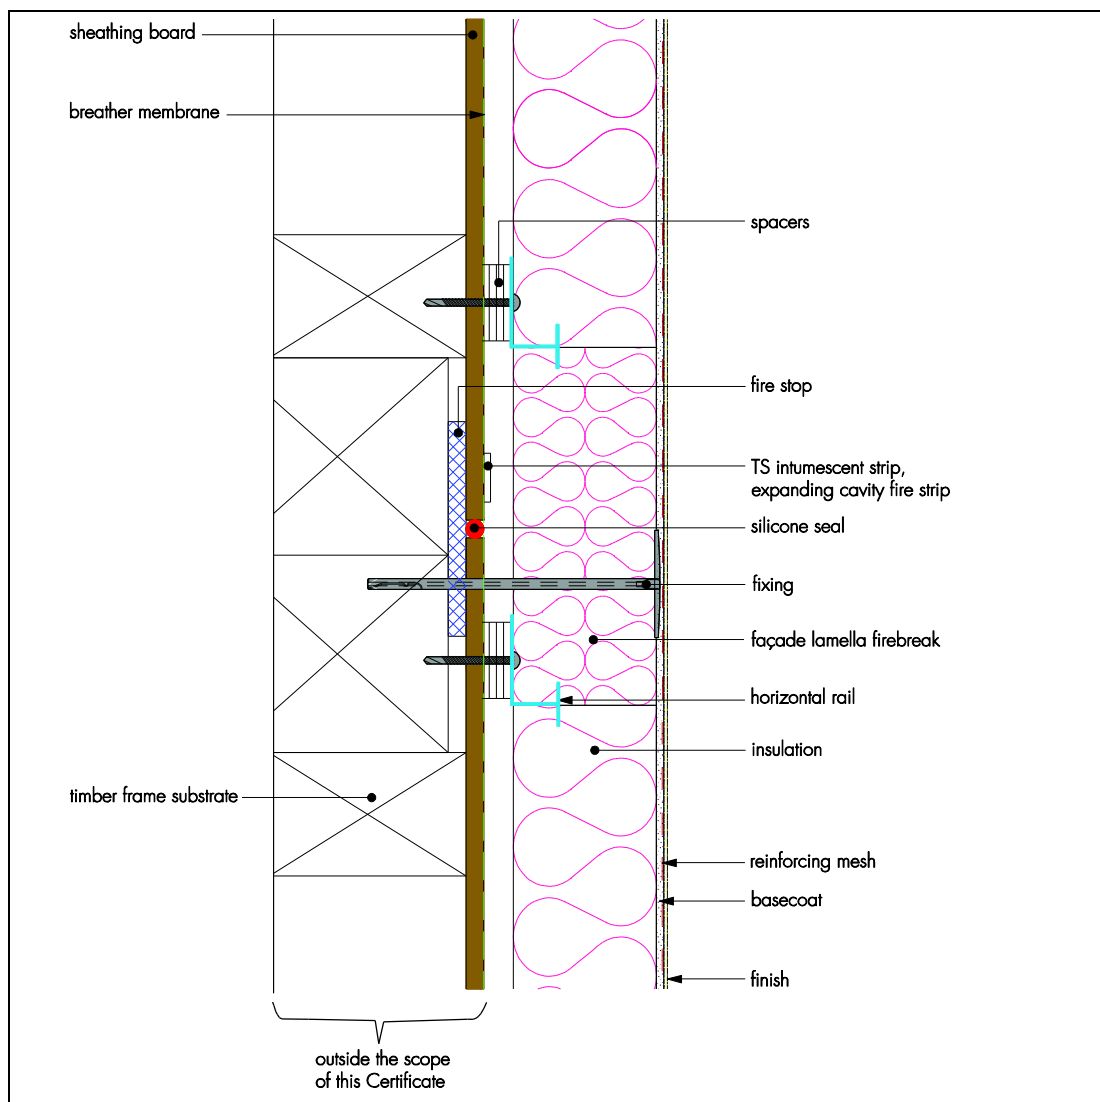 sheathing board
breather membrane
spacers
fire stop
TS intumescent strip,
expanding cavity fire strip
silicone seal
fixing
façade lamella firebreak
horizontal rail
insulation
timber frame substrate
reinforcing mesh
basecoat
finish
outside the scope
of this Certificate